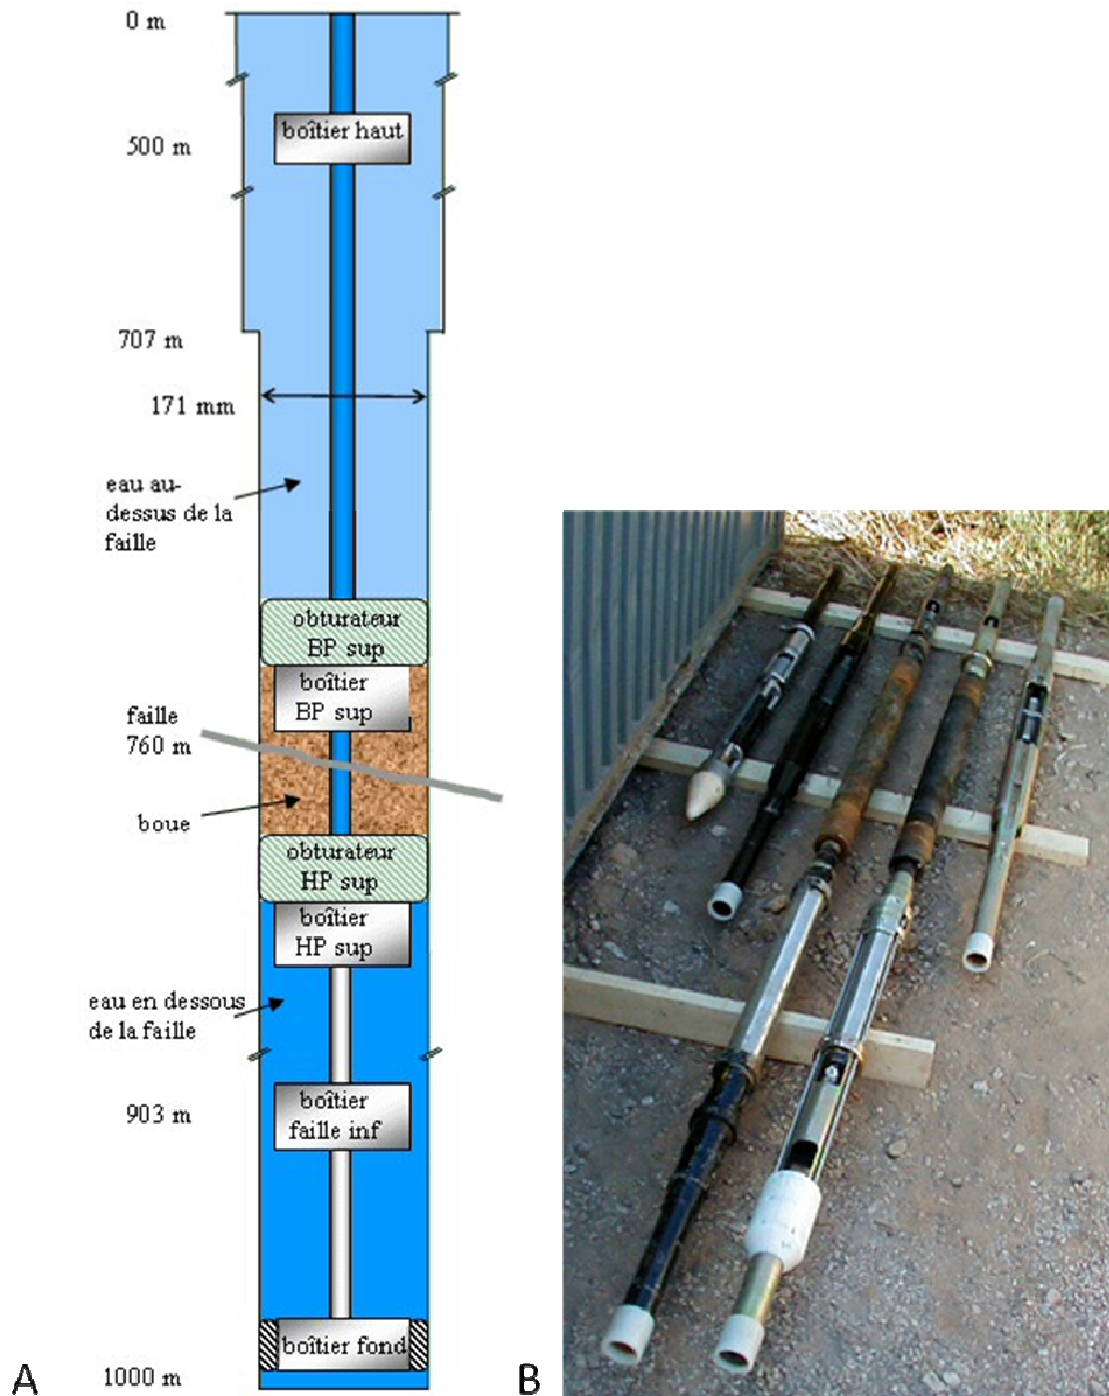 0 m
boîtier haut
500 m
707 m
171 mm
eau au-
dessus de la
faille
obturateur
BP sup
boîtier
BP sup
faille
760 m
boue
obturateur
HP sup
boîtier
HP sup
eau en dessous
de la faille
903 m
boîtier
faille inf
boîtier fond
1000 m
A
B